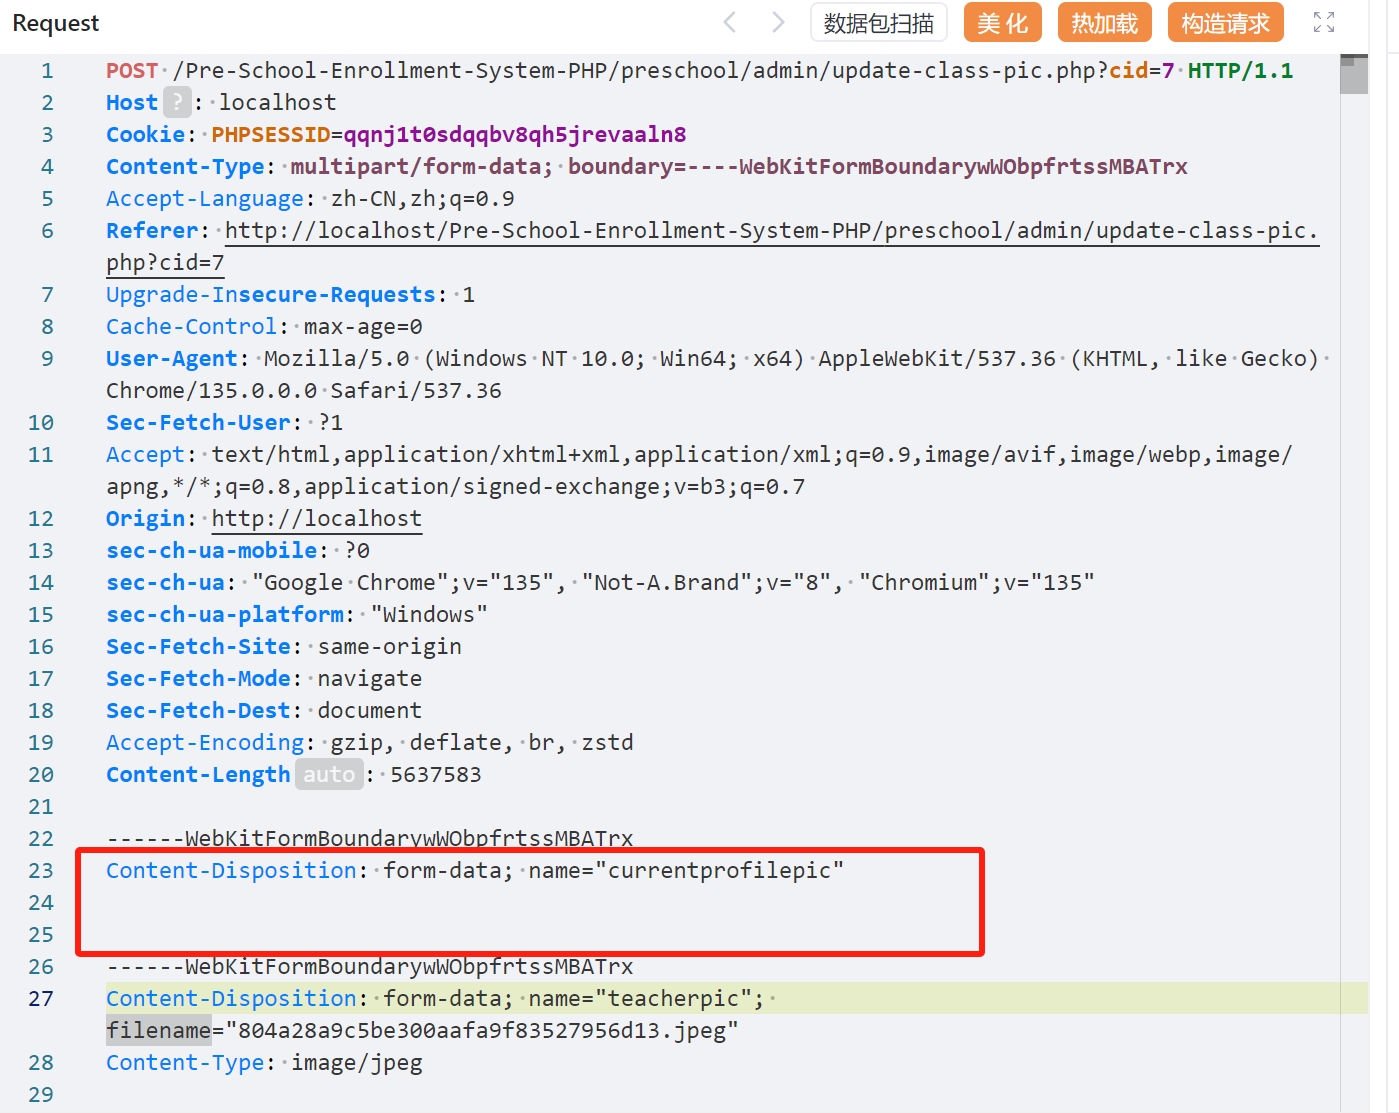 Request
数据包扫描
美 化
热加载
构造请求
1 POST /Pre-School-Enrollment-System-PHP/preschool/admin/update-class-pic.php?cid=7 HTTP/1.1
2 Host ? : localhost
3 Cookie: PHPSESSID=qqnj1t0sdqqbv8qh5jrevaaln8
4 Content-Type: multipart/form-data; boundary=----WebKitFormBoundarywWObpfrtssMBATrx
5 Accept-Language: zh-CN,zh;q=0.9
6 Referer: http://localhost/Pre-School-Enrollment-System-PHP/preschool/admin/update-class-pic.
php?cid=7
7 Upgrade-Insecure-Requests: 1
8 Cache-Control: max-age=0
9 User-Agent: Mozilla/5.0 (Windows NT 10.0; Win64; x64) AppleWebKit/537.36 (KHTML, like Gecko)
Chrome/135.0.0.0 Safari/537.36
10 Sec-Fetch-User: ?1
11 Accept: text/html,application/xhtml+xml,application/xml;q=0.9,image/avif,image/webp,image/
apng,*/*;q=0.8,application/signed-exchange;v=b3;q=0.7
12 Origin: http://localhost
13 sec-ch-ua-mobile: ?0
14 sec-ch-ua: "Google Chrome";v="135", "Not-A.Brand";v="8", "Chromium";v="135"
15 sec-ch-ua-platform: "Windows"
16 Sec-Fetch-Site: same-origin
17 Sec-Fetch-Mode: navigate
18 Sec-Fetch-Dest: document
19 Accept-Encoding: gzip, deflate, br, zstd
20 Content-Length auto : 5637583
21
22 ------WebKitFormBoundarywWObpfrtssMBATrx
23 Content-Disposition: form-data; name="currentprofilepic"
24
25
26 ------WebKitFormBoundarywWObpfrtssMBATrx
27 Content-Disposition: form-data; name="teacherpic";
filename="804a28a9c5be300aafa9f83527956d13.jpeg"
28 Content-Type: image/jpeg
29